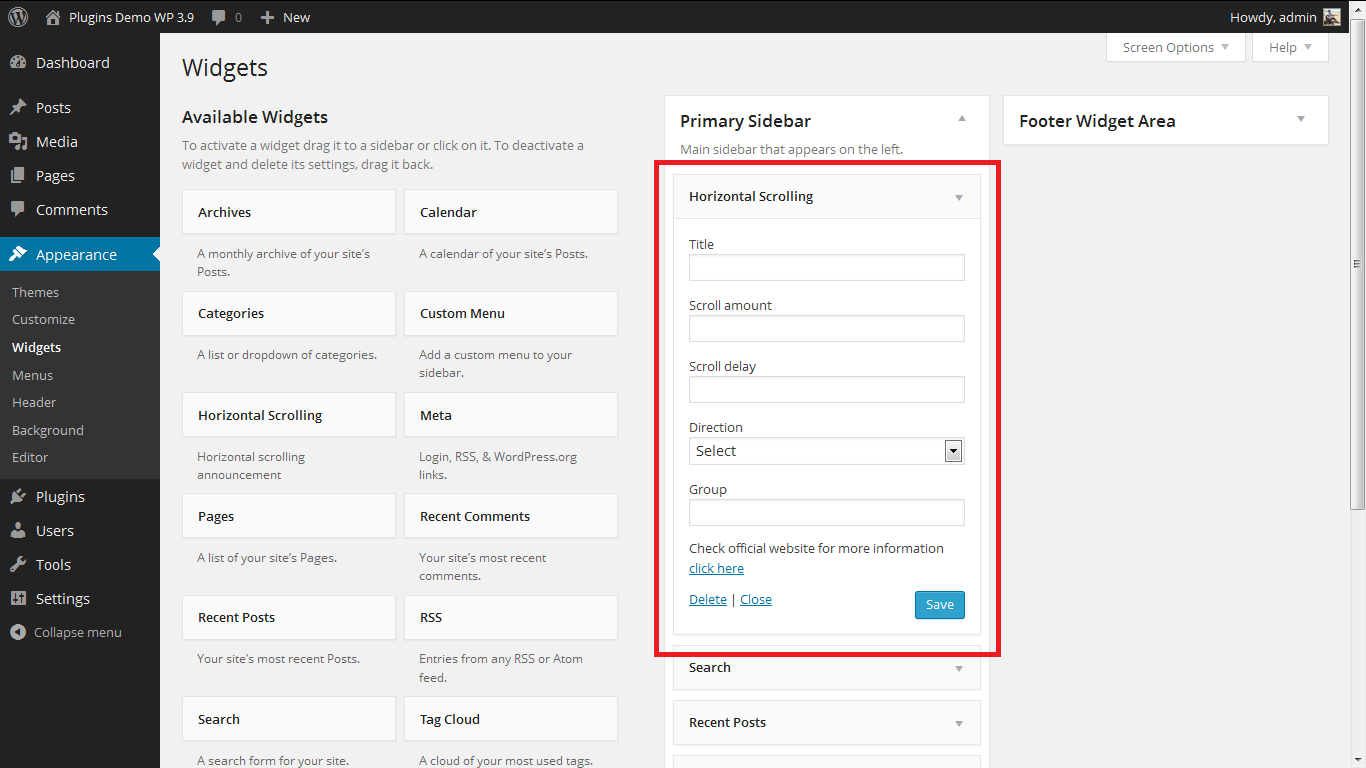 Plugins Demo WP 3.9 0 New Howdy, admin
Screen Options Help
Dashboard
Posts
Media
Pages
Comments
Appearance
Themes
Customize
Widgets
Menus
Header
Background
Editor
Plugins
Users
Tools
Settings
Collapse menu
Widgets
Available Widgets
To activate a widget drag it to a sidebar or click on it. To deactivate a
widget and delete its settings, drag it back.
Archives
A monthly archive of your site’s
Posts.
Calendar
A calendar of your site’s Posts.
Categories
A list or dropdown of categories.
Custom Menu
Add a custom menu to your
sidebar.
Horizontal Scrolling
Horizontal scrolling
announcement
Meta
Login, RSS, & WordPress.org
links.
Pages
A list of your site’s Pages.
Recent Comments
Your site’s most recent
comments.
Recent Posts
Your site’s most recent Posts.
RSS
Entries from any RSS or Atom
feed.
Search
A search form for your site.
Tag Cloud
A cloud of your most used tags.
Primary Sidebar
Main sidebar that appears on the left.
Horizontal Scrolling
Title
Scroll amount
Scroll delay
Direction
Select
Group
Check official website for more information
click here
Delete | Close
Save
Search
Recent Posts
Footer Widget Area